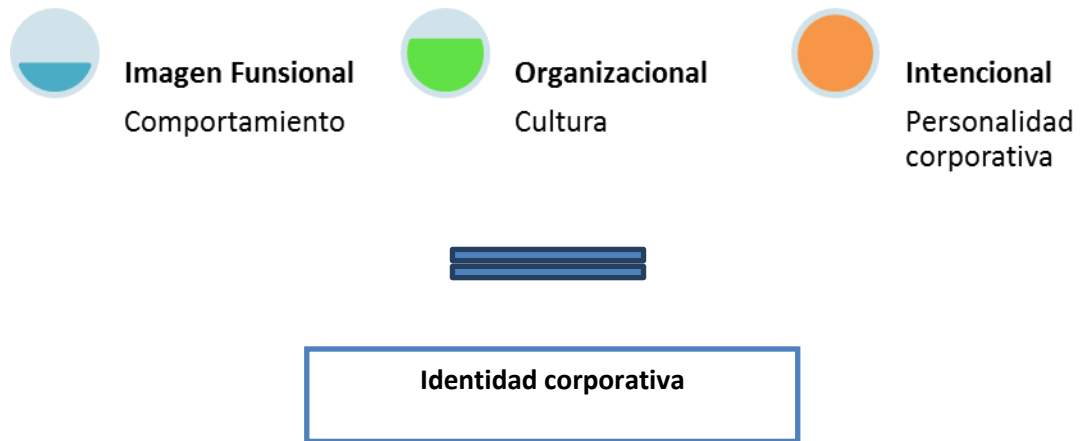 Imagen Funsional
Comportamiento
Organizacional
Cultura
Intencional
Personalidad
corporativa
Identidad corporativa